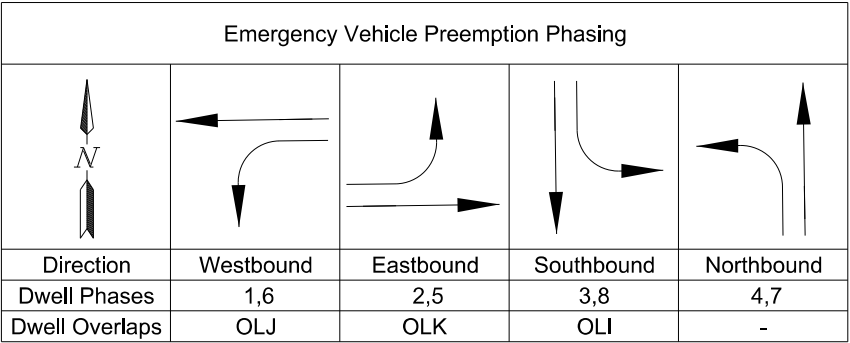 Emergency Vehicle Preemption Phasing
N
Direction Westbound Eastbound Southbound Northbound
Dwell Phases 1,6 2,5 3,8 4,7
Dwell Overlaps OLJ OLK OLI -